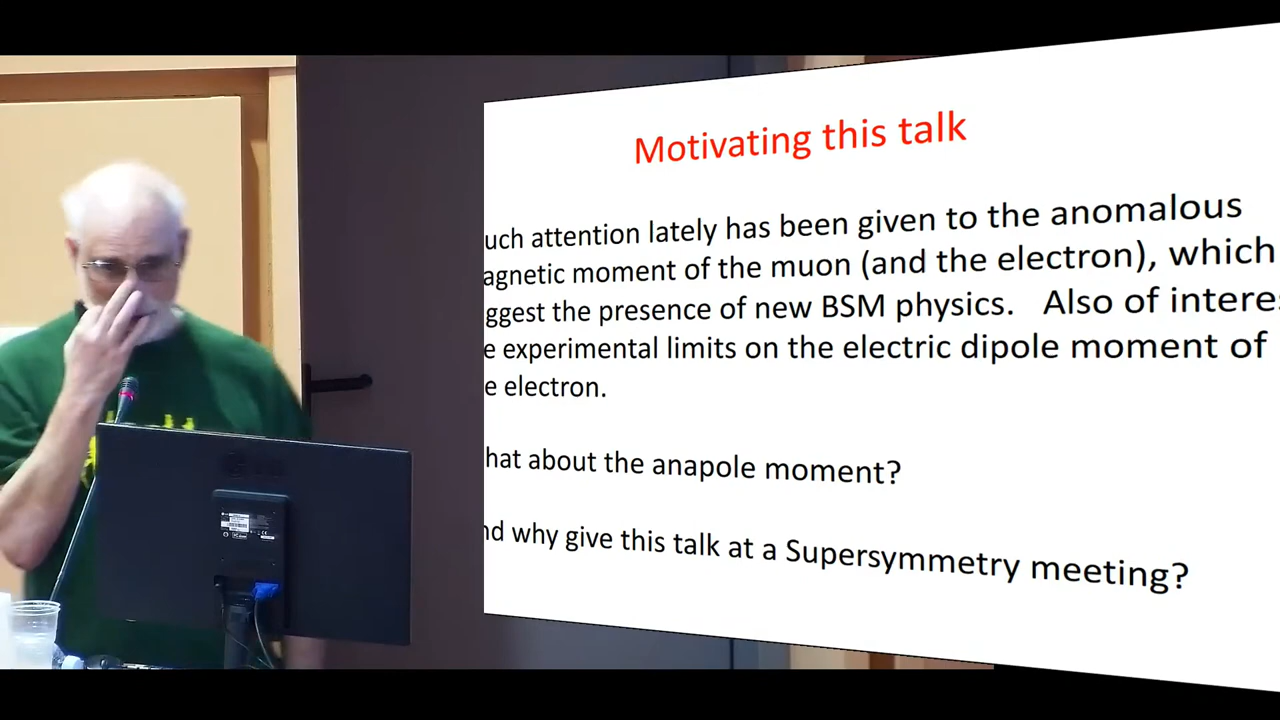 Motivating this talk
uch attention lately has been given to the anomalous
agnetic moment of the muon (and the electron), which
ggest the presence of new BSM physics. Also of interes
e experimental limits on the electric dipole moment of
e electron.
hat about the anapole moment?
nd why give this talk at a Supersymmetry meeting?